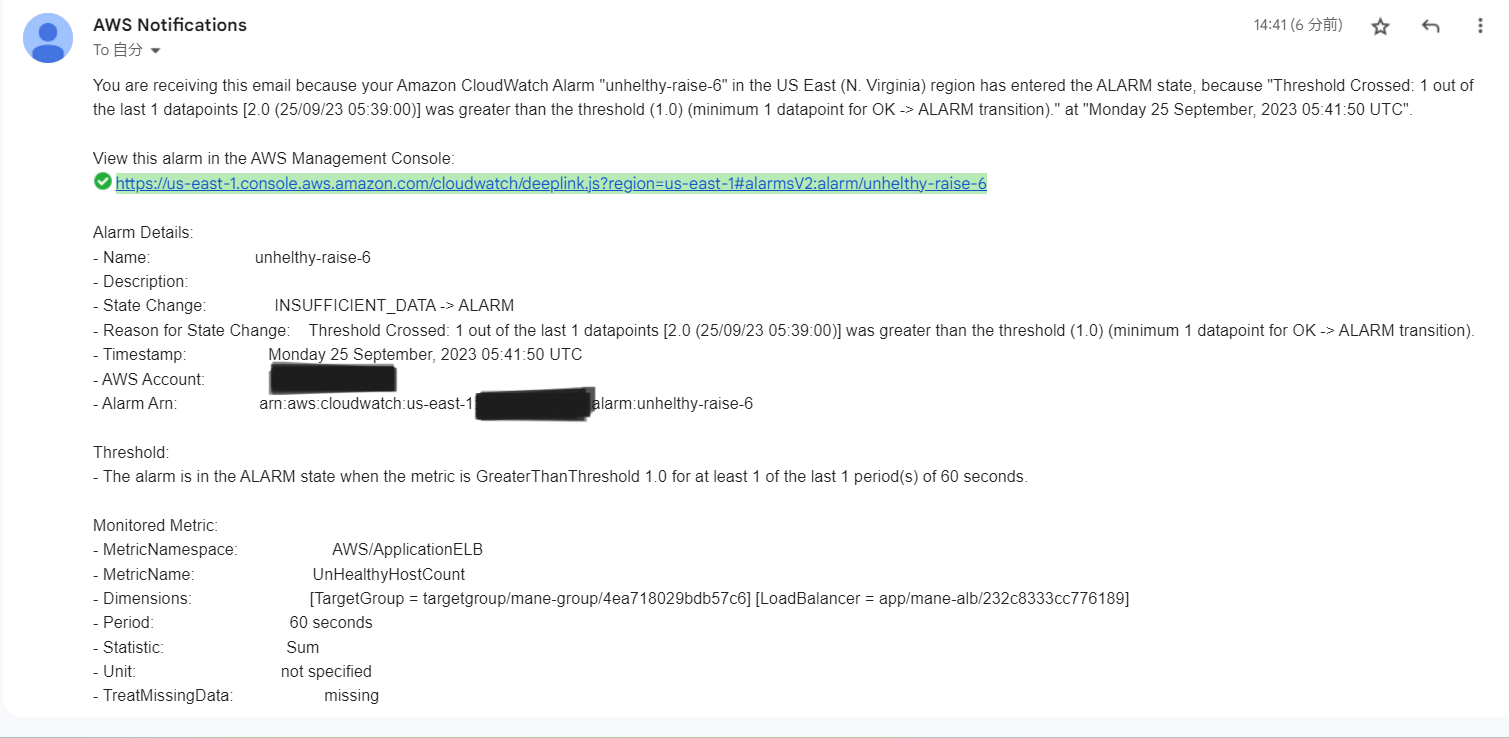 AWS Notifications
14:41 (6 分前)
To 自分
You are receiving this email because your Amazon CloudWatch Alarm "unhelthy-raise-6" in the US East (N. Virginia) region has entered the ALARM state, because "Threshold Crossed: 1 out of
the last 1 datapoints [2.0 (25/09/23 05:39:00)] was greater than the threshold (1.0) (minimum 1 datapoint for OK -> ALARM transition)." at "Monday 25 September, 2023 05:41:50 UTC".
View this alarm in the AWS Management Console:
https://us-east-1.console.aws.amazon.com/cloudwatch/deeplink.js?region=us-east-1#alarmsV2:alarm/unhelthy-raise-6
Alarm Details:
- Name: unhelthy-raise-6
- Description:
- State Change: INSUFFICIENT_DATA -> ALARM
- Reason for State Change: Threshold Crossed: 1 out of the last 1 datapoints [2.0 (25/09/23 05:39:00)] was greater than the threshold (1.0) (minimum 1 datapoint for OK -> ALARM transition).
- Timestamp: Monday 25 September, 2023 05:41:50 UTC
- AWS Account:
- Alarm Arn: arn:aws:cloudwatch:us-east-1 alarm:unhelthy-raise-6
Threshold:
- The alarm is in the ALARM state when the metric is GreaterThanThreshold 1.0 for at least 1 of the last 1 period(s) of 60 seconds.
Monitored Metric:
- MetricNamespace: AWS/ApplicationELB
- MetricName: UnHealthyHostCount
- Dimensions: [TargetGroup = targetgroup/mane-group/4ea718029bdb57c6] [LoadBalancer = app/mane-alb/232c8333cc776189]
- Period: 60 seconds
- Statistic: Sum
- Unit: not specified
- TreatMissingData: missing